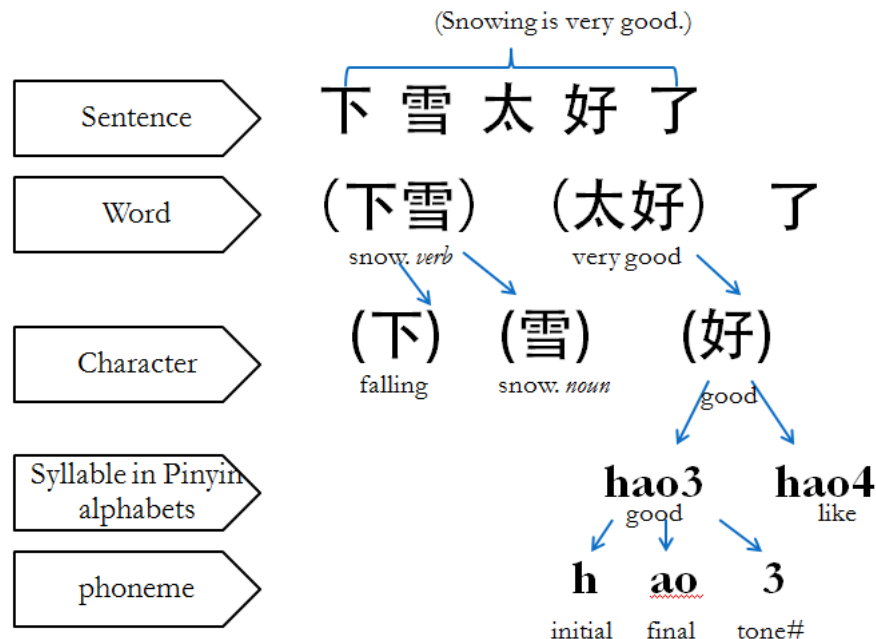 (Snowing is very good.)
Sentence 下 雪 太 好 了
Word (下雪) (太好) 了
snow. verb very good
Character (下) (雪) (好)
falling snow. noun good
Syllable in Pinyin
alphabets
hao3 hao4
good like
phoneme h ao 3
initial final tone#